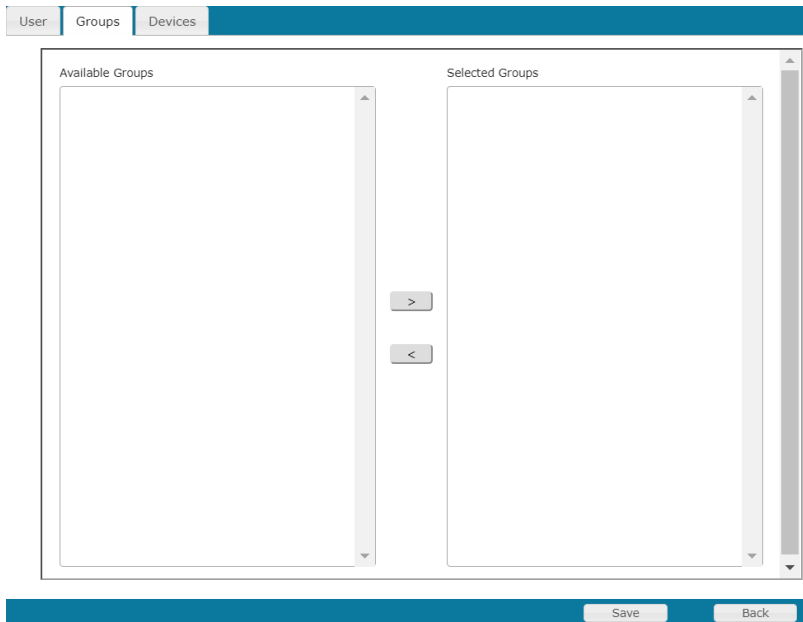 User Groups Devices
Available Groups Selected Groups
>
<
Save Back